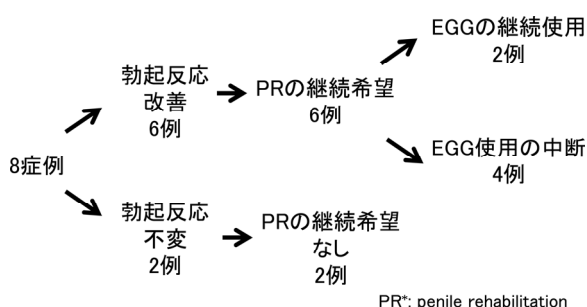 8症例
勃起反応
改善
6例
PRの継続希望
6例
EGGの継続使用
2例
EGG使用の中断
4例
勃起反応
不変
2例
PRの継続希望
なし
2例
PR*: penile rehabilitation